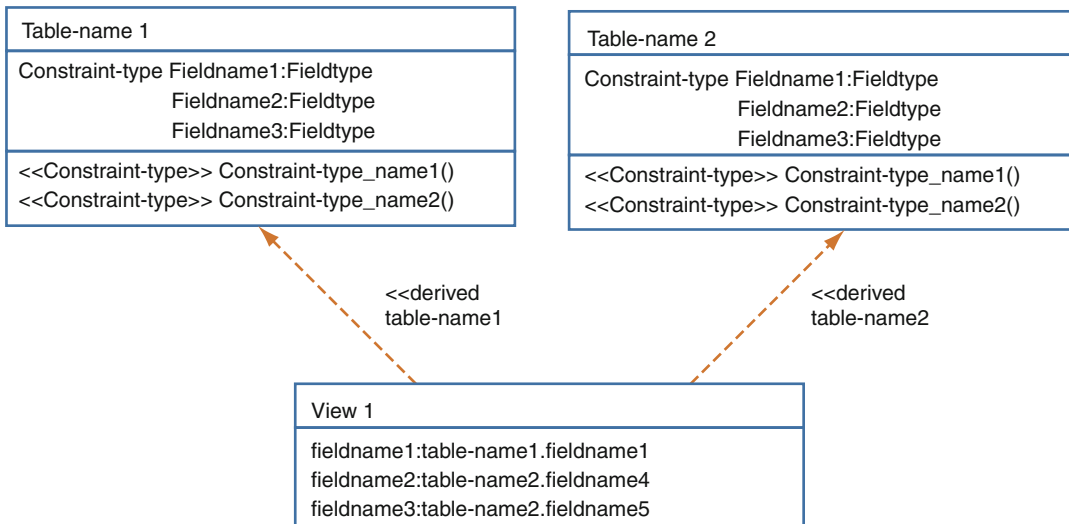 Table-name 1
Constraint-type Fieldname1:Fieldtype
Fieldname2:Fieldtype
Fieldname3:Fieldtype
<<Constraint-type>> Constraint-type_name1()
<<Constraint-type>> Constraint-type_name2()
Table-name 2
Constraint-type Fieldname1:Fieldtype
Fieldname2:Fieldtype
Fieldname3:Fieldtype
<<Constraint-type>> Constraint-type_name1()
<<Constraint-type>> Constraint-type_name2()
<<derived
table-name1
<<derived
table-name2
View 1
fieldname1:table-name1.fieldname1
fieldname2:table-name2.fieldname4
fieldname3:table-name2.fieldname5